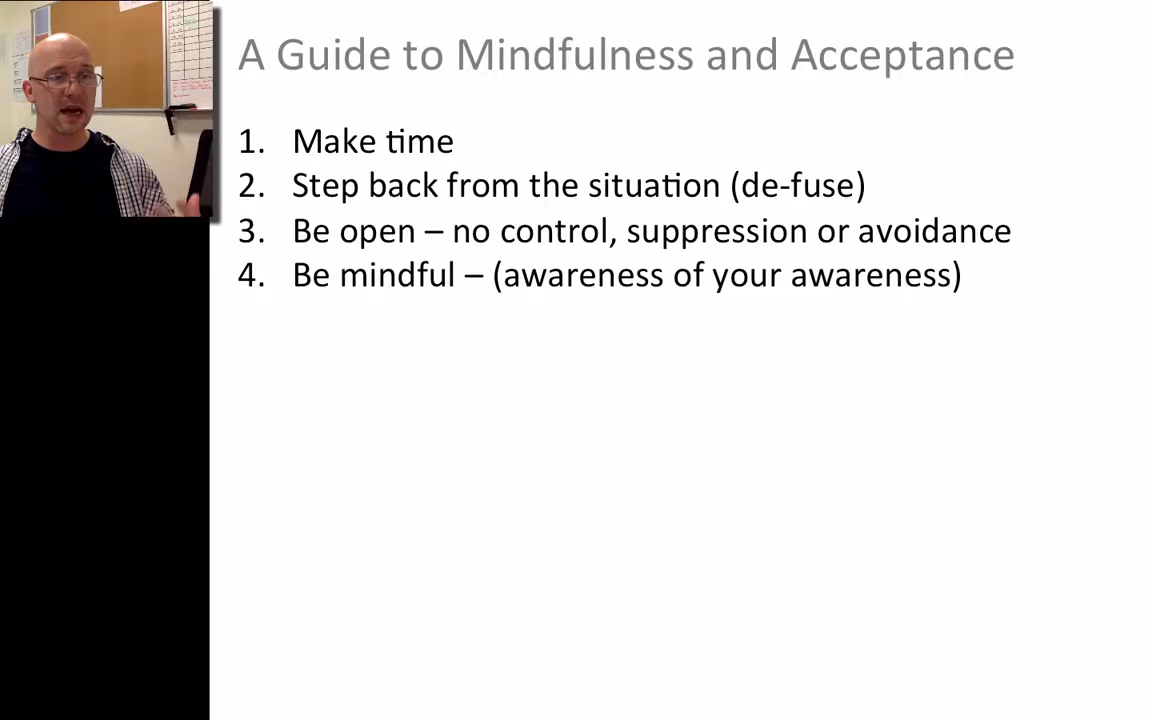 A Guide to Mindfulness and Acceptance
1. Make time
2. Step back from the situation (de-fuse)
3. Be open – no control, suppression or avoidance
4. Be mindful – (awareness of your awareness)